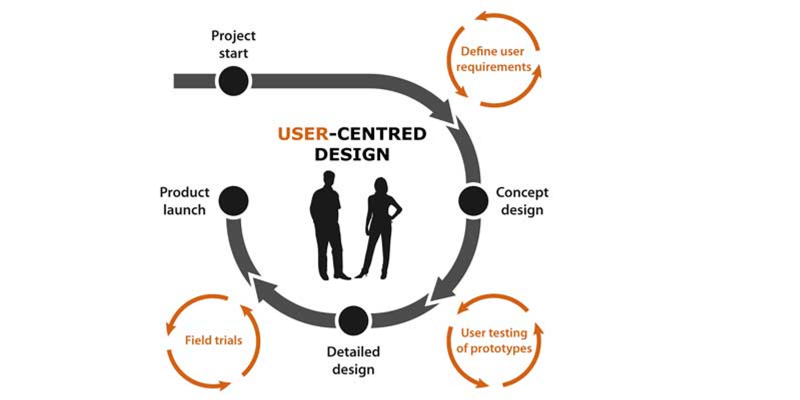 Project
start
Define user
requirements
USER-CENTRED
DESIGN
Product
launch
Concept
design
Field trials
Detailed
design
User testing
of prototypes